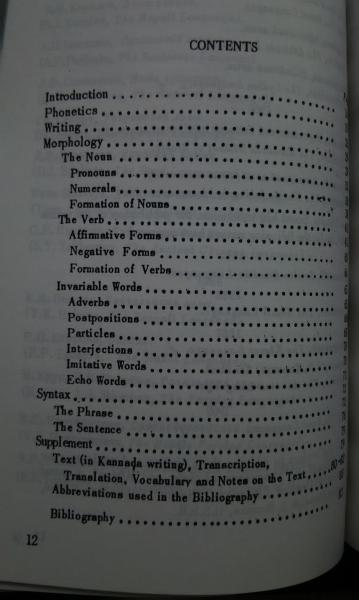 CONTENTS
Introduction
Phonetics
Writing
Morphology
The Noun
Pronouns
Numerals
Formation of Nouns
The Verb
Affirmative Forms
Negative Forms
Formation of Verbs
Invariable Words
Adverbs
Postpositions
Particles
Interjections
Imitative Words
Echo Words
Syntax
The Phrase
The Sentence
Supplement
Text (in Kannada writing), Transcription,
Translation, Vocabulary and Notes on the Text
Abbreviations used in the Bibliography
Bibliography
12